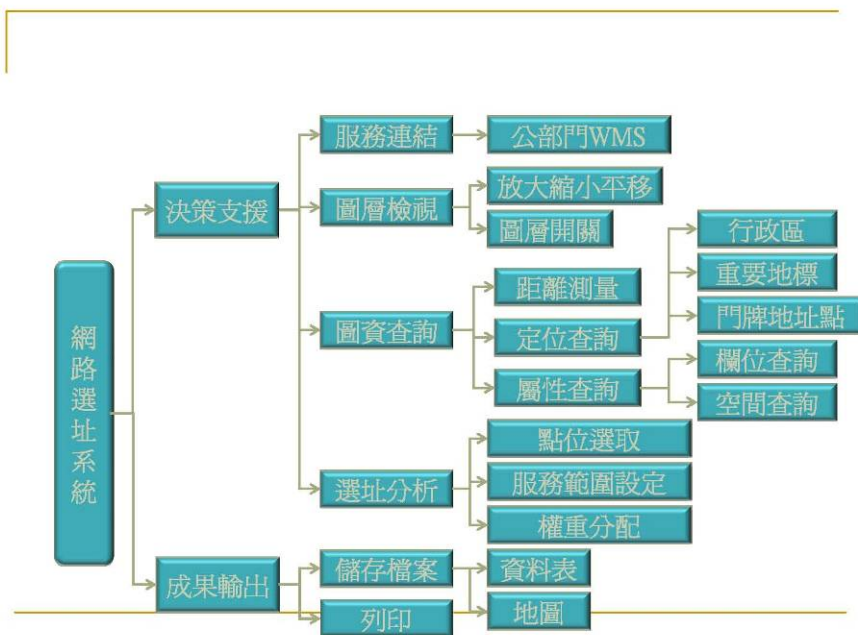 網路選址系統
決策支援
服務連結
公部門WMS
圖層檢視
放大縮小平移
圖層開關
圖資查詢
距離測量
定位查詢
行政區
重要地標
門牌地址點
屬性查詢
欄位查詢
空間查詢
選址分析
點位選取
服務範圍設定
權重分配
成果輸出
儲存檔案
資料表
地圖
列印